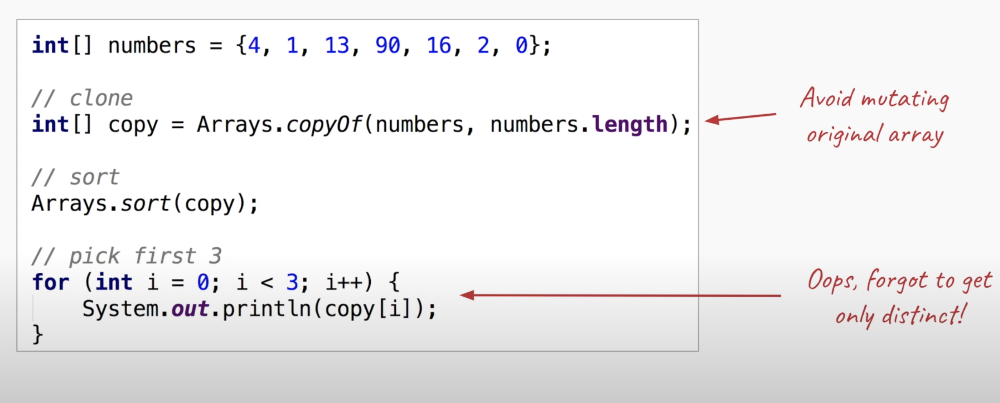 int[] numbers = {4, 1, 13, 90, 16, 2, 0};
// clone
int[] copy = Arrays.copyOf(numbers, numbers.length);
// sort
Arrays.sort(copy);
// pick first 3
for (int i = 0; i < 3; i++) {
System.out.println(copy[i]);
}
Avoid mutating
original array
Oops, forgot to get
only distinct!